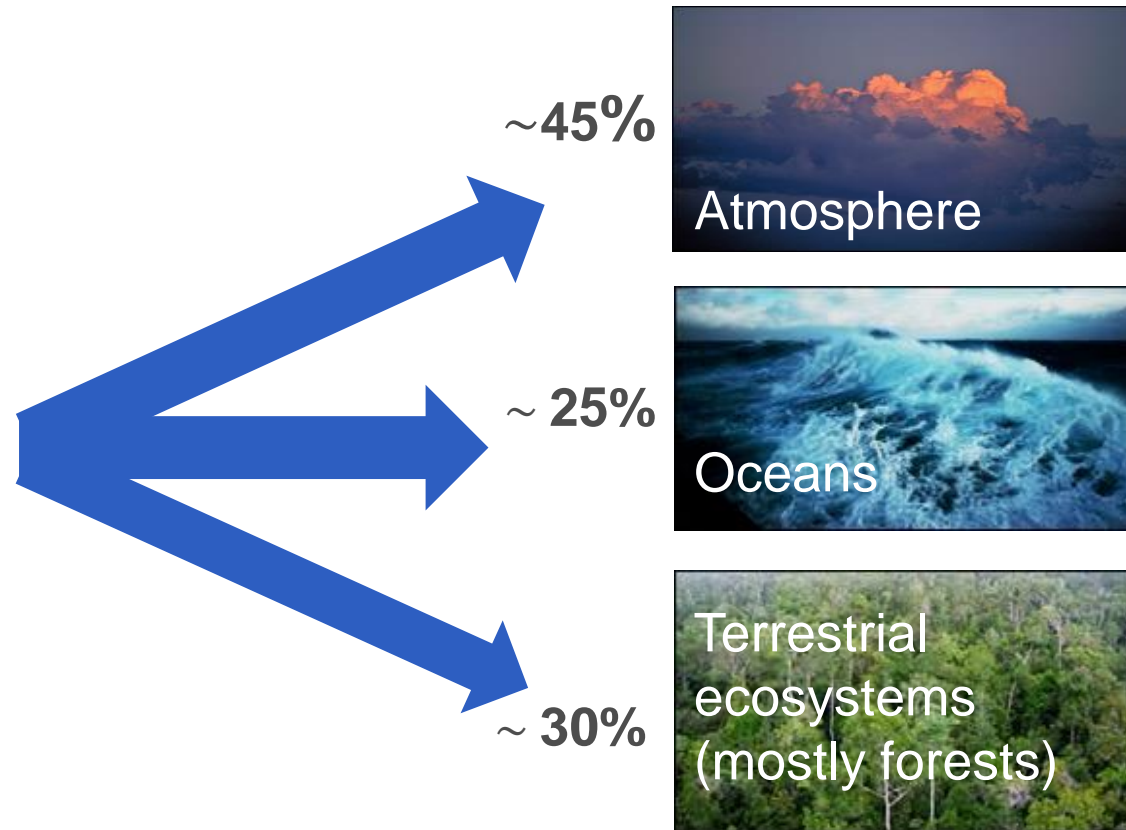 ~45%
Atmosphere
~ 25%
Oceans
~ 30%
Terrestrial
ecosystems
(mostly forests)